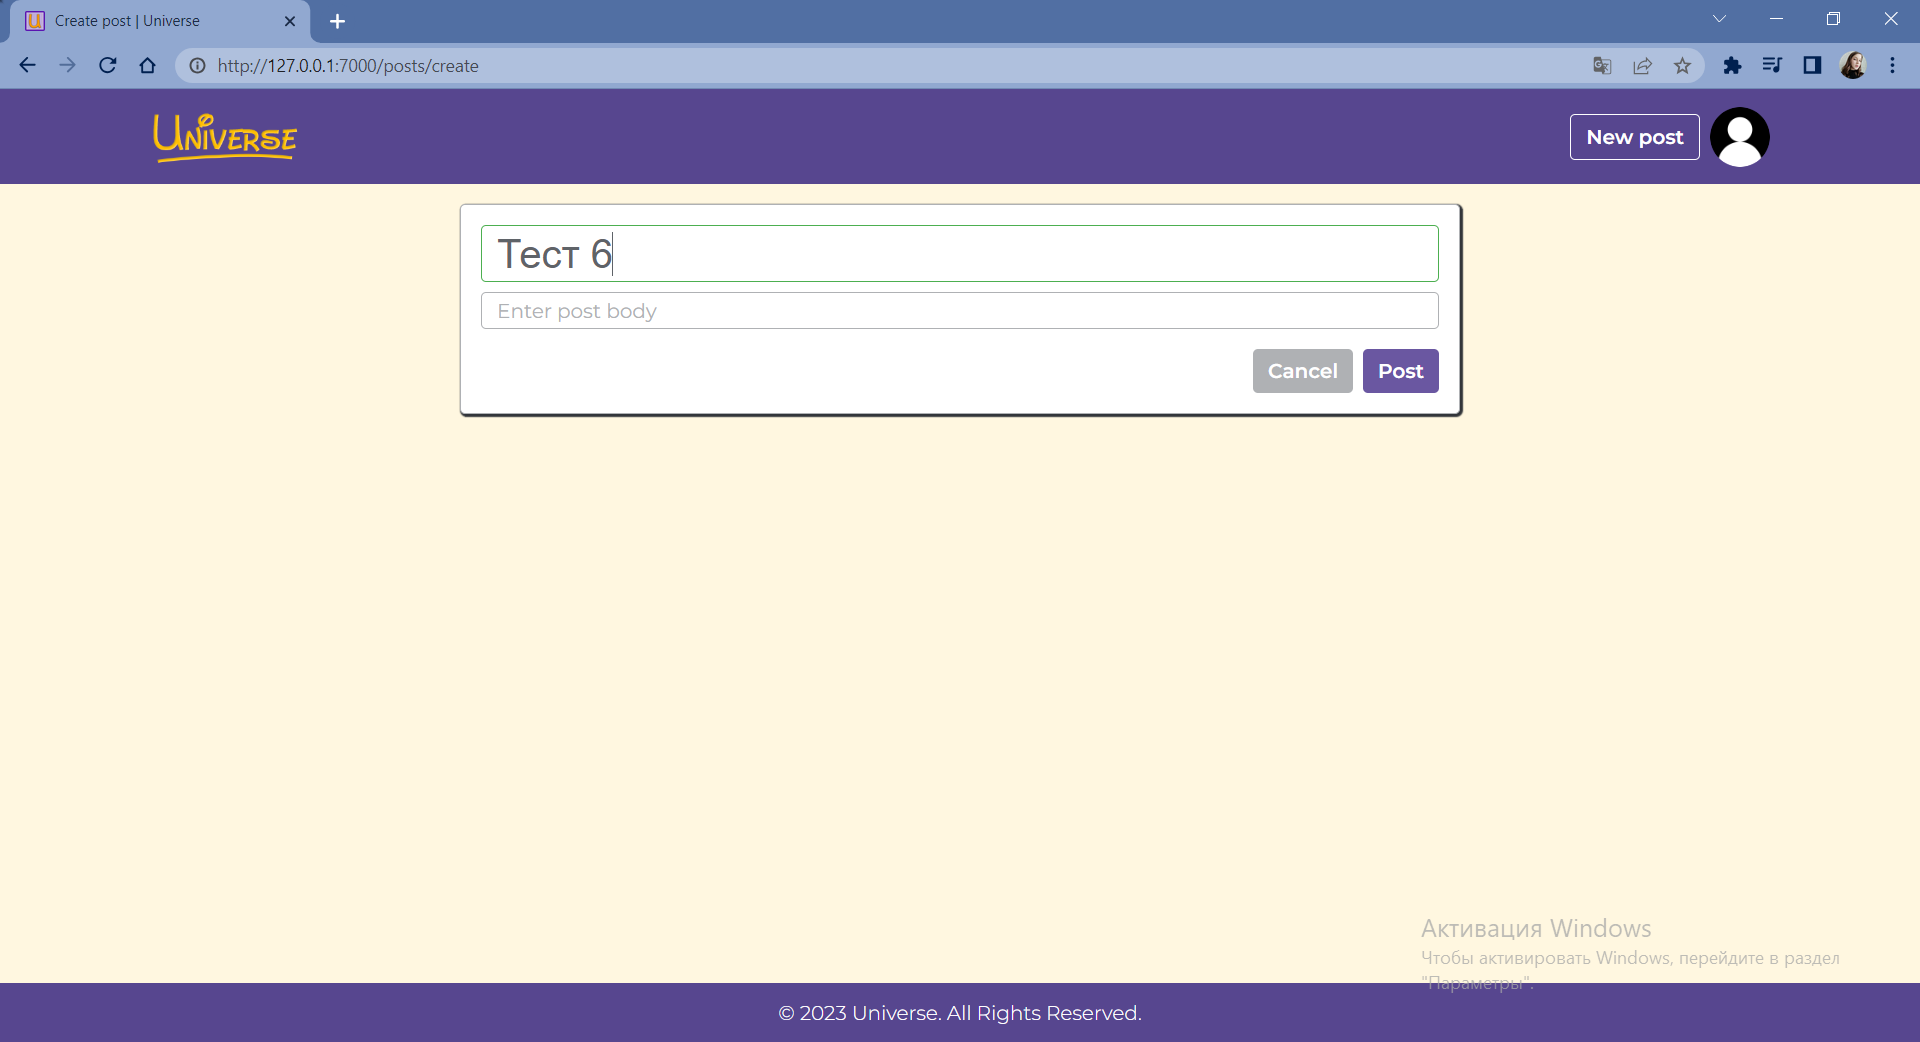 Create post | Universe
http://127.0.0.1:7000/posts/create
UNIVERSE
New post
Тест 6
Enter post body
Cancel
Post
Активация Windows
Чтобы активировать Windows, перейдите в раздел
"Параметры".
© 2023 Universe. All Rights Reserved.